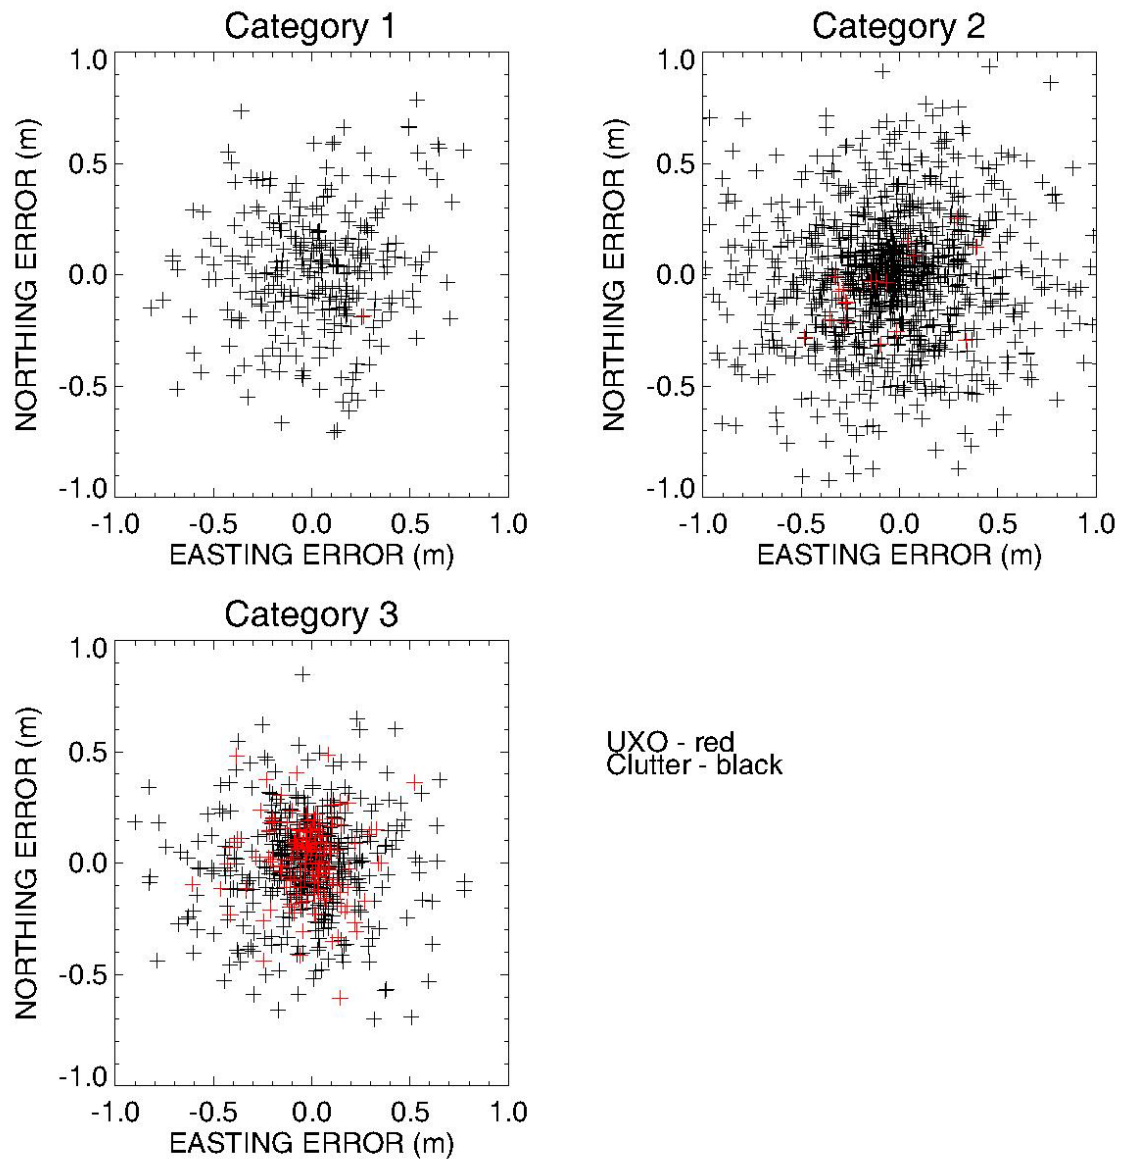 Category 1
1.0
0.5
0.0
-0.5
-1.0
NORTHING ERROR (m)
-1.0 -0.5 0.0 0.5 1.0
EASTING ERROR (m)
Category 2
1.0
0.5
0.0
-0.5
-1.0
NORTHING ERROR (m)
-1.0 -0.5 0.0 0.5 1.0
EASTING ERROR (m)
Category 3
1.0
0.5
0.0
-0.5
-1.0
NORTHING ERROR (m)
-1.0 -0.5 0.0 0.5 1.0
EASTING ERROR (m)
UXO - red
Clutter - black